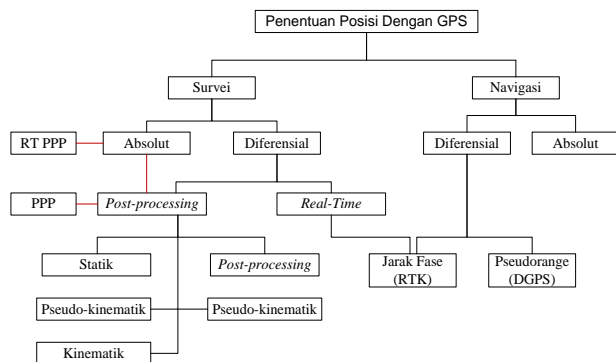 Penentuan Posisi Dengan GPS
Survei
Navigasi
RT PPP
Absolut
Diferensial
Diferensial
Absolut
PPP
Post-processing
Real-Time
Statik
Post-processing
Jarak Fase
(RTK)
Pseudorange
(DGPS)
Pseudo-kinematik
Pseudo-kinematik
Kinematik